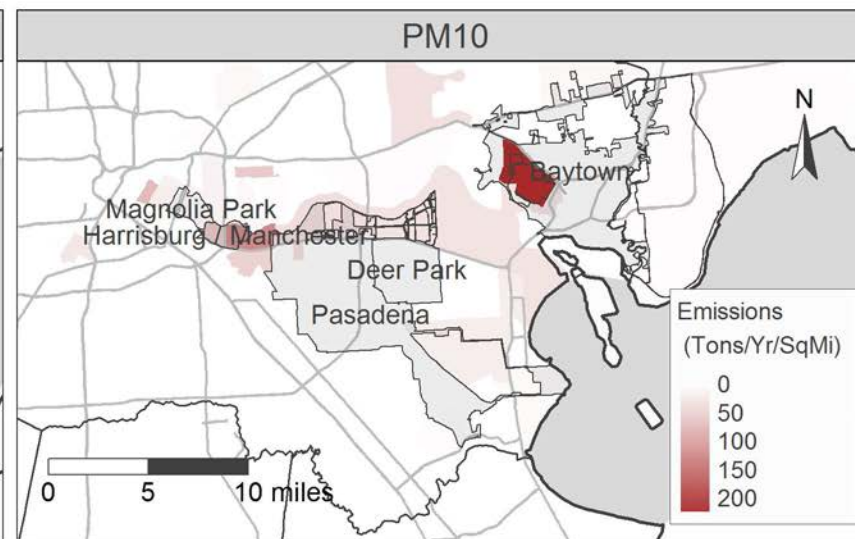 PM10
N
Baytown
Magnolia Park
Harrisburg Manchester
Deer Park
Pasadena
Emissions
(Tons/Yr/SqMi)
0
50
100
150
200
0 5 10 miles